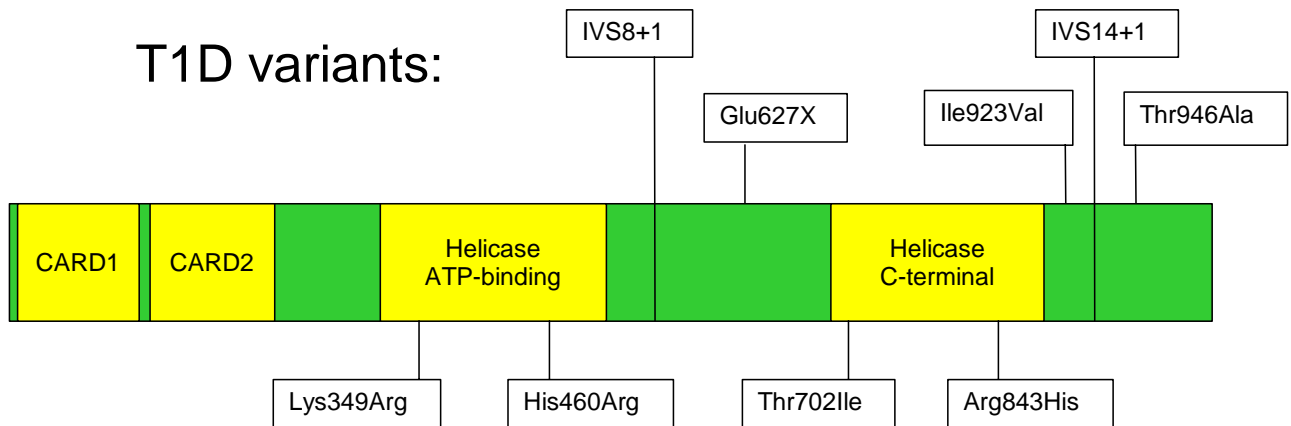 T1D variants:
IVS8+1
IVS14+1
Glu627X
Ile923Val
Thr946Ala
CARD1
CARD2
Helicase
ATP-binding
Helicase
C-terminal
Lys349Arg
His460Arg
Thr702Ile
Arg843His